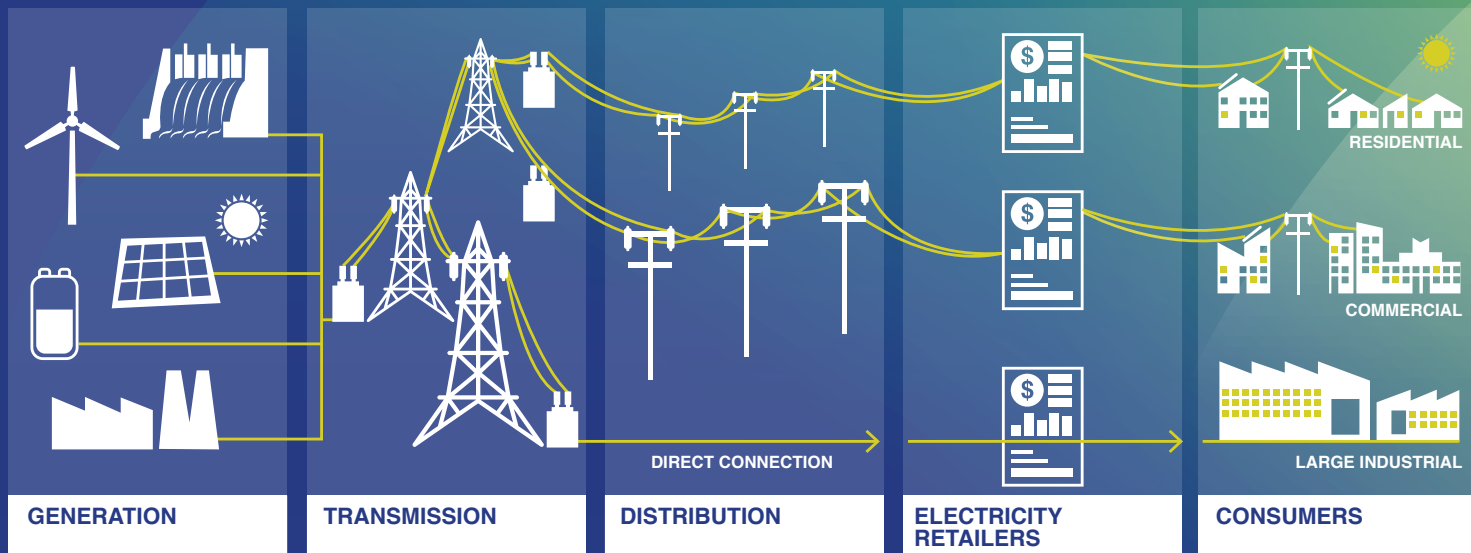 $
RESIDENTIAL
$
COMMERCIAL
$
DIRECT CONNECTION
LARGE INDUSTRIAL
GENERATION
TRANSMISSION
DISTRIBUTION
ELECTRICITY
RETAILERS
CONSUMERS